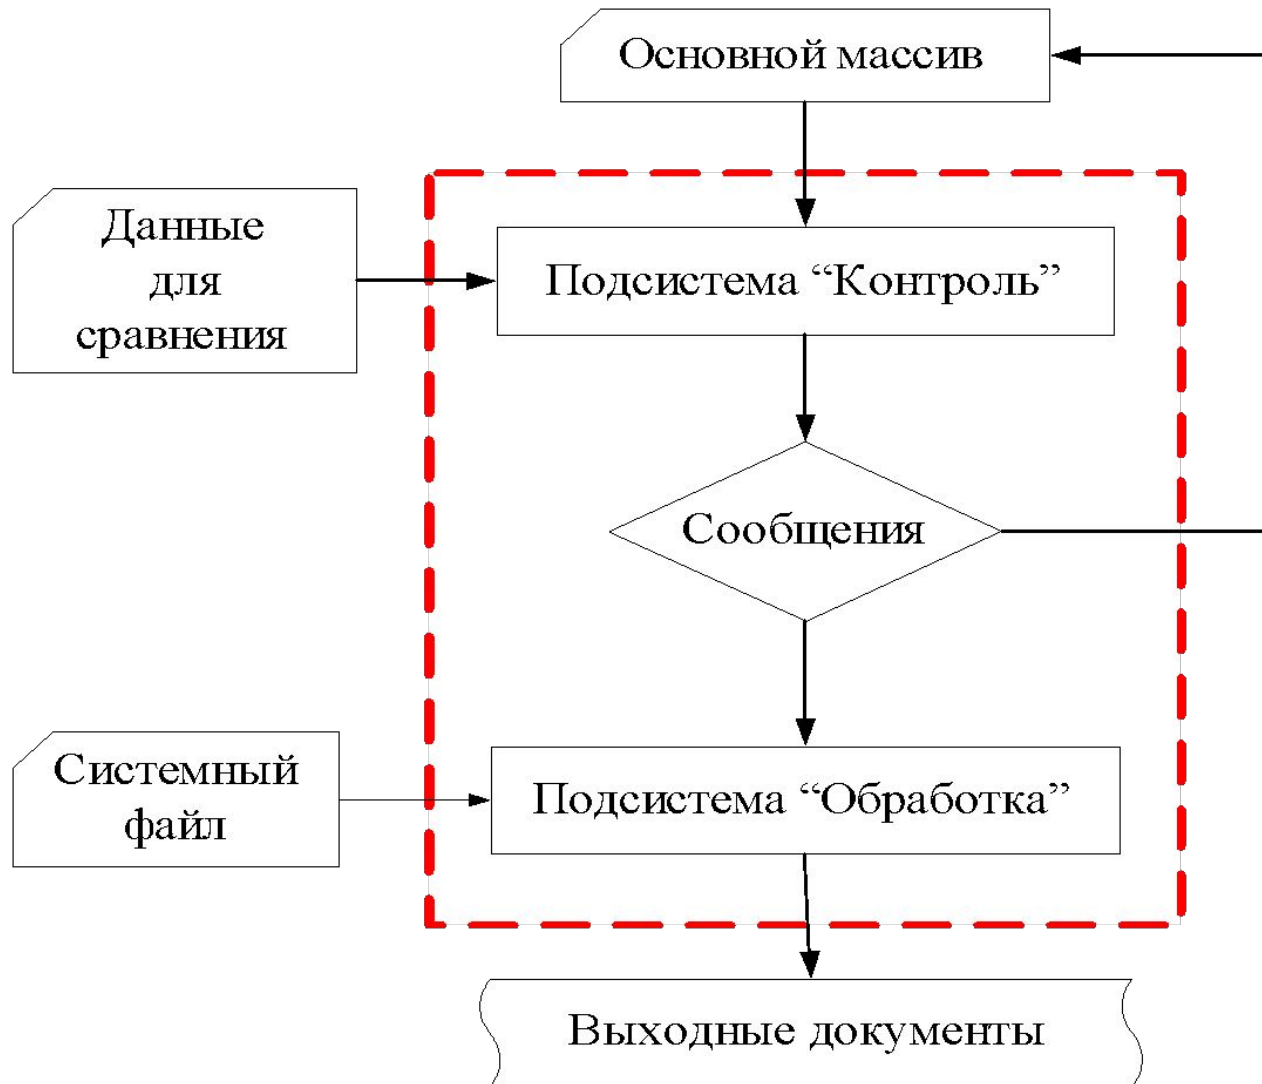 Основной массив
Данные
для
сравнения
Подсистема “Контроль”
Сообщения
Системный
файл
Подсистема “Обработка”
Выходные документы